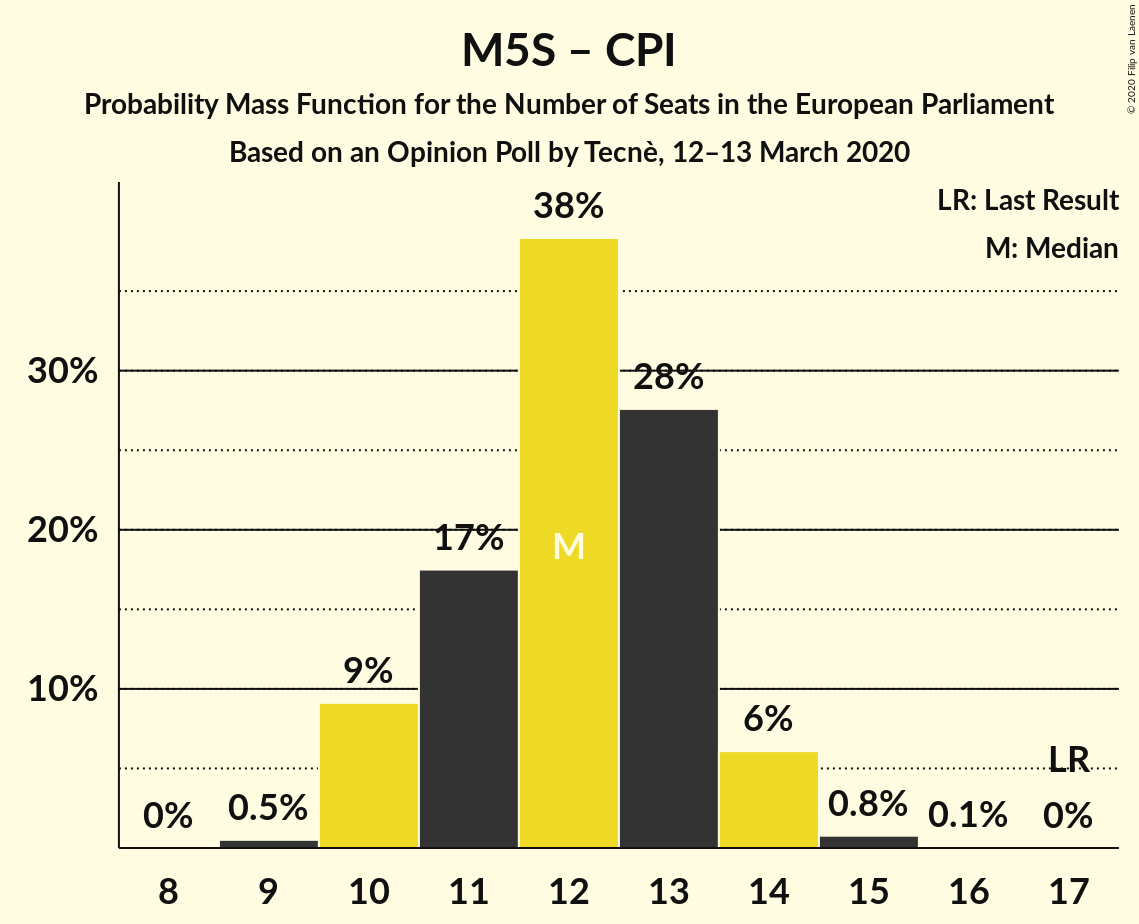 M5S – CPI
Probability Mass Function for the Number of Seats in the European Parliament
Based on an Opinion Poll by Tecnè, 12–13 March 2020
© 2020 Filip van Laenen
LR: Last Result
M: Median
38%
30%
28%
20%
17%
M
10%
9%
6%
LR
0%
0.5%
0.8%
0.1%
0%
8 9 10 11 12 13 14 15 16 17